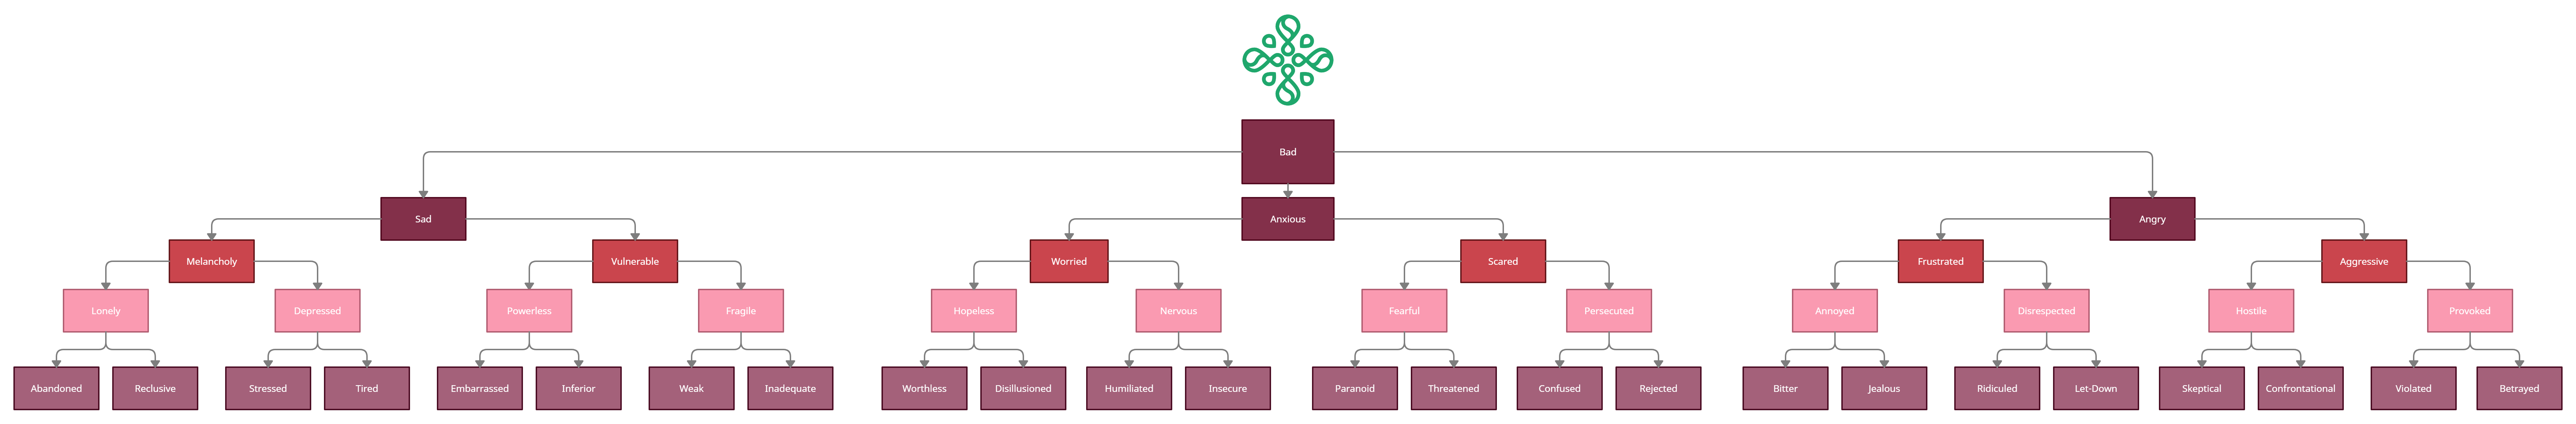 Bad
Sad
Anxious
Angry
Melancholy
Vulnerable
Worried
Scared
Frustrated
Aggressive
Lonely
Depressed
Powerless
Fragile
Hopeless
Nervous
Fearful
Persecuted
Annoyed
Disrespected
Hostile
Provoked
Abandoned
Reclusive
Stressed
Tired
Embarrassed
Inferior
Weak
Inadequate
Worthless
Disillusioned
Humiliated
Insecure
Paranoid
Threatened
Confused
Rejected
Bitter
Jealous
Ridiculed
Let-Down
Skeptical
Confrontational
Violated
Betrayed